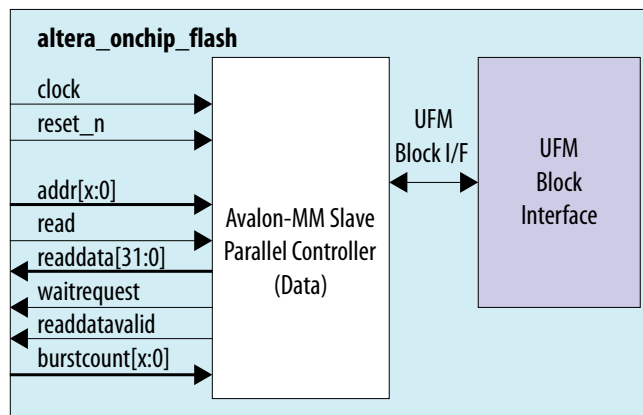 altera_onchip_flash
clock
reset_n
addr[x:0]
read
readdata[31:0]
waitrequest
readdatavalid
burstcount[x:0]
Avalon-MM Slave
Parallel Controller
(Data)
UFM
Block I/F
UFM
Block
Interface